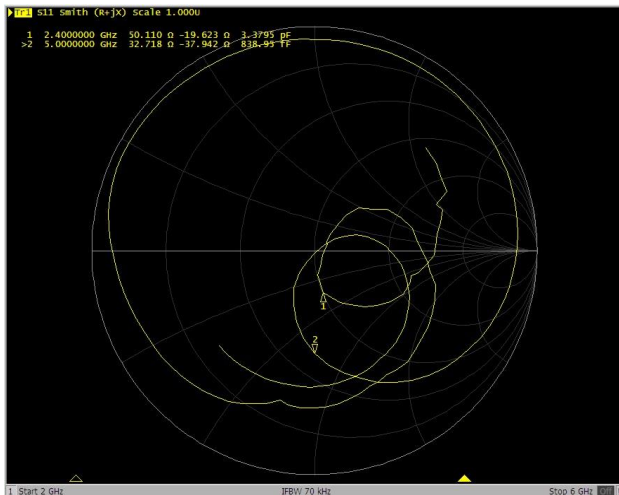 Tr1 S11 Smith (R+jX) Scale 1.000U
1 2.4000000 GHz 50.110 Ω -19.623 Ω 3.3795 pF
>2 5.0000000 GHz 32.718 Ω -37.942 Ω 838.95 fF
1
2
1 Start 2 GHz IFBW 70 kHz Stop 6 GHz Off